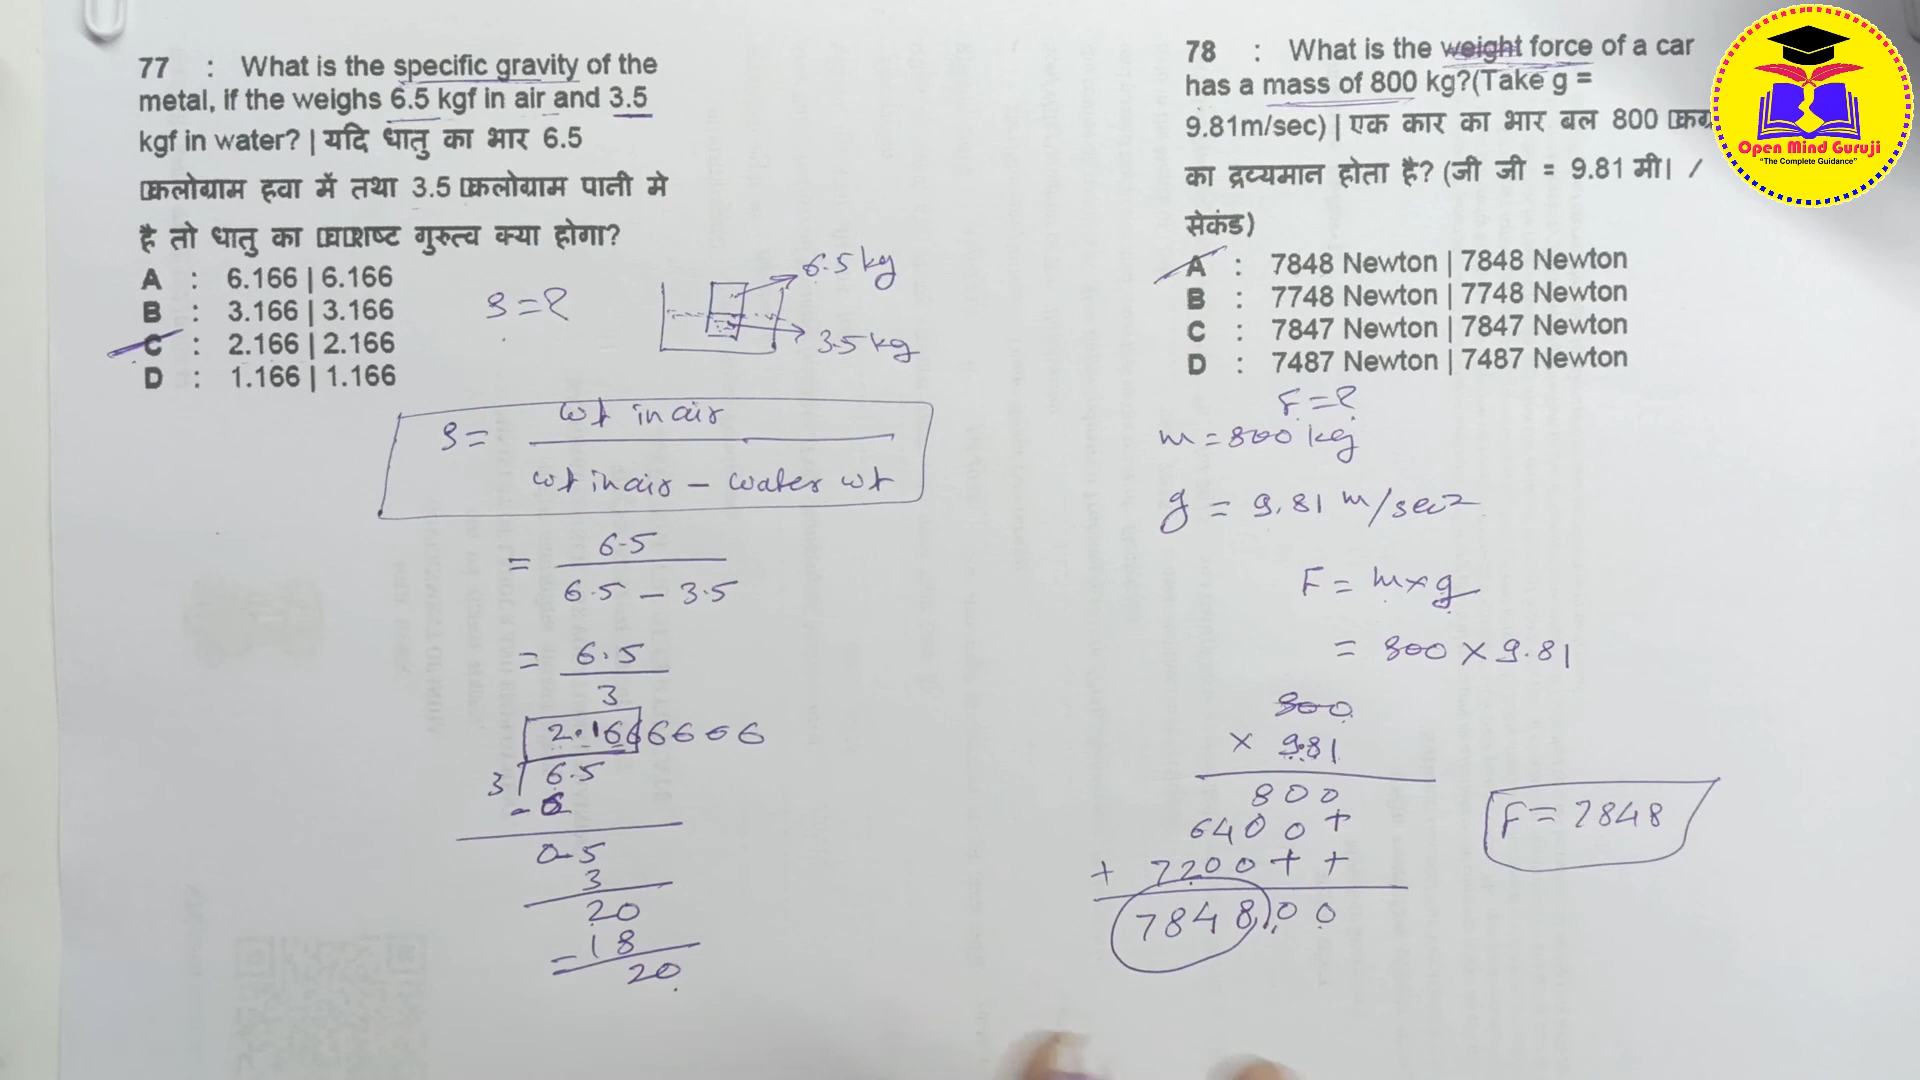 77 : What is the specific gravity of the
metal, if the weighs 6.5 kgf in air and 3.5
kgf in water? | यदि धातु का भार 6.5
हवा में तथा 3.5 पानी मे
है तो धातु का गुरुत्व क्या होगा?
A : 6.166 | 6.166
B : 3.166 | 3.166
C : 2.166 | 2.166
D : 1.166 | 1.166
S = ?
6.5 kg
3.5 kg
S = wt in air
wt in air - water wt
= 6.5
6.5 - 3.5
= 6.5
3
2.16666606
3 6.5
- 6
0.5
3
20
- 18
20
78 : What is the weight force of a car
has a mass of 800 kg?(Take g =
9.81m/sec) | एक कार का भार बल 800
का द्रव्यमान होता है? (जी जी = 9.81 मी| /
सेकंड)
A : 7848 Newton | 7848 Newton
B : 7748 Newton | 7748 Newton
C : 7847 Newton | 7847 Newton
D : 7487 Newton | 7487 Newton
F = ?
m = 800 kg
g = 9.81 m/sec2
F = m×g
= 800 × 9.81
800
× 9.81
800
6400+
+ 7200++
7848.00
F = 7848
Open Mind Guruji
"The Complete Guidance"